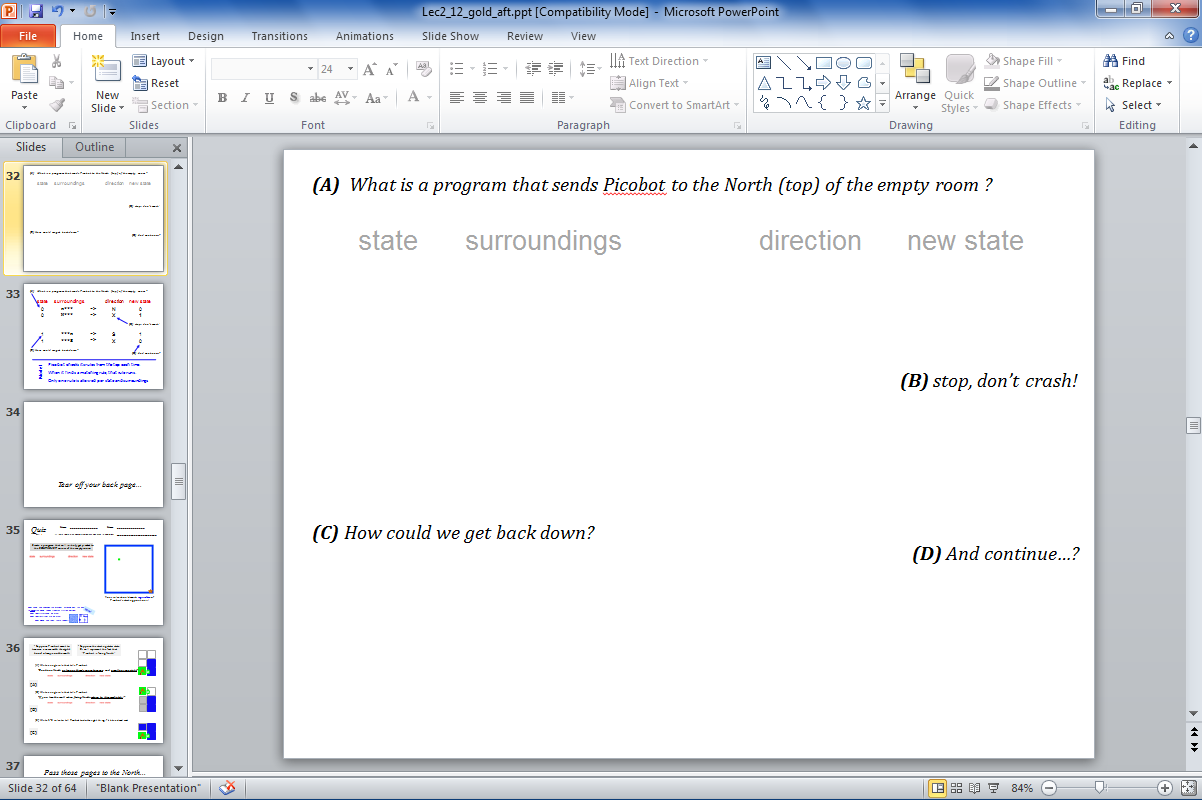 Lec2_12_gold_aft.ppt [Compatibility Mode] - Microsoft PowerPoint
File Home Insert Design Transitions Animations Slide Show Review View
Paste
Clipboard
New Slide
Layout
Reset
Section
Slides
24
B I U S abc AV Aa A
Font
Text Direction
Align Text
Convert to SmartArt
Paragraph
Arrange
Quick Styles
Shape Fill
Shape Outline
Shape Effects
Drawing
Find
Replace
Select
Editing
Slides Outline
32
33
34
Tear off your back page...
35
Quiz
36
37
Pass those pages to the North...
(A) What is a program that sends Picobot to the North (top) of the empty room ?
state surroundings direction new state
(B) stop, don’t crash!
(C) How could we get back down?
(D) And continue...?
Slide 32 of 64 "Blank Presentation" 84%